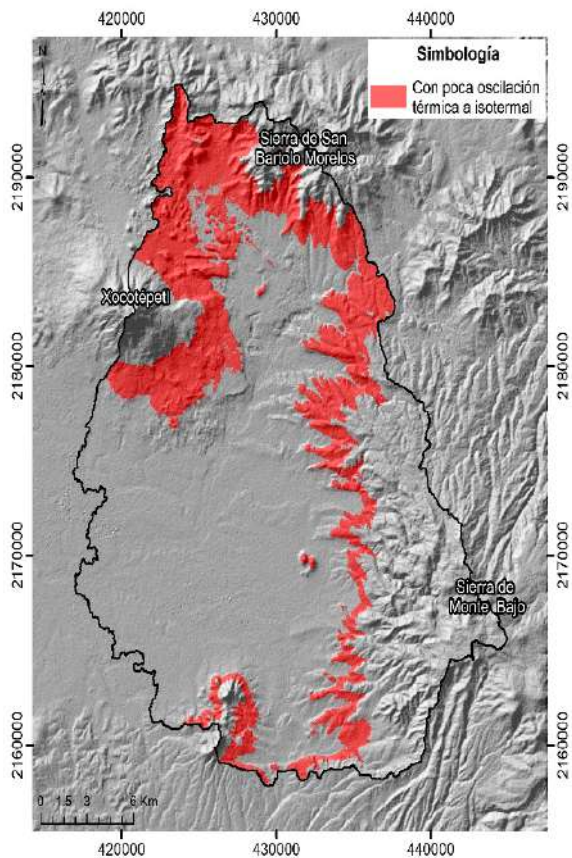 420000 430000 440000
N
Simbología
Con poca oscilación
térmica a isotermal
Sierra de San
Bartolo Morelos
2190000 2190000
Xocotépetl
2180000 2180000
2170000 2170000
Sierra de
Monte Bajo
2160000 2160000
0 1.5 3 6 Km
420000 430000 440000